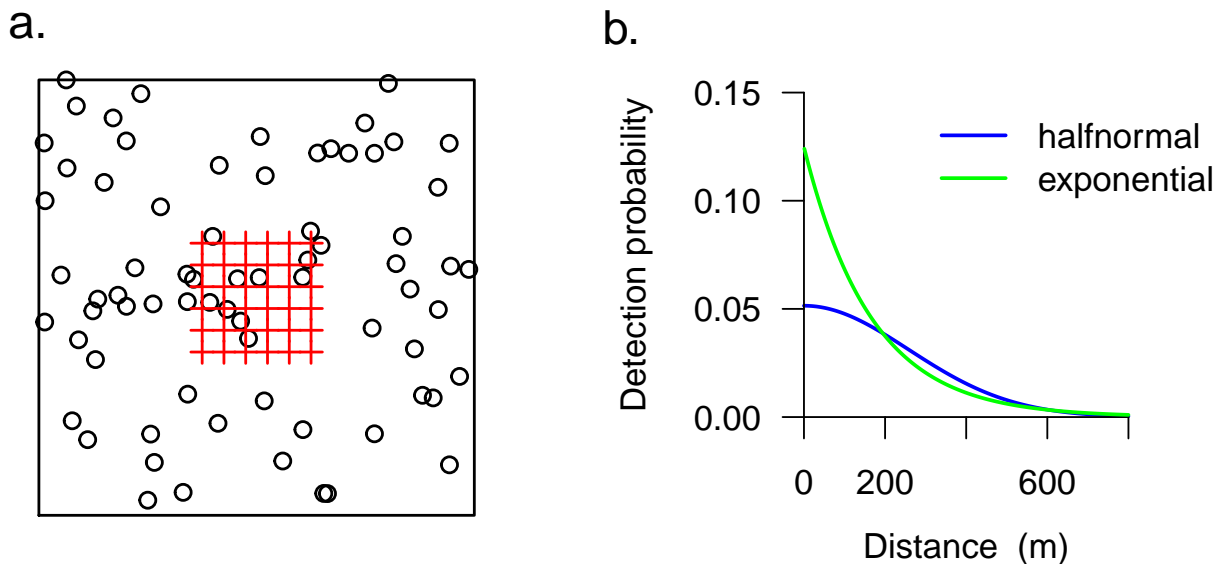 a.
b.
Detection probability
0.15
0.10
0.05
0.00
halfnormal
exponential
0 200 600
Distance (m)